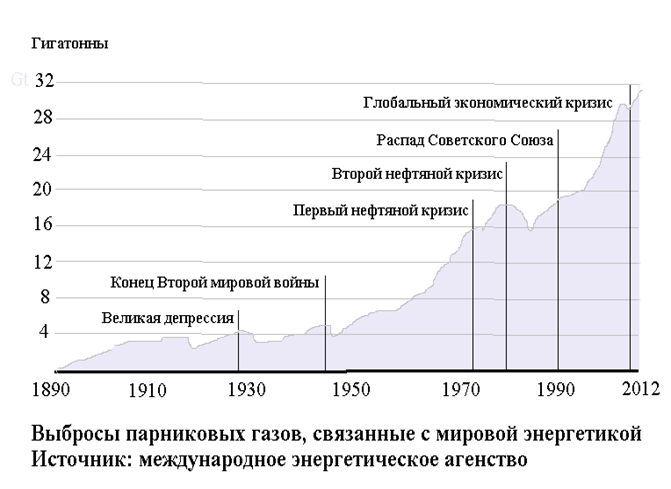 Гигатонны
Gt 32
Глобальный экономический кризис
28
Распад Советского Союза
24
Второй нефтяной кризис
20
Первый нефтяной кризис
16
12
Конец Второй мировой войны
8
Великая депрессия
4
1890 1910 1930 1950 1970 1990 2012
Выбросы парниковых газов, связанные с мировой энергетикой
Источник: международное энергетическое агенство